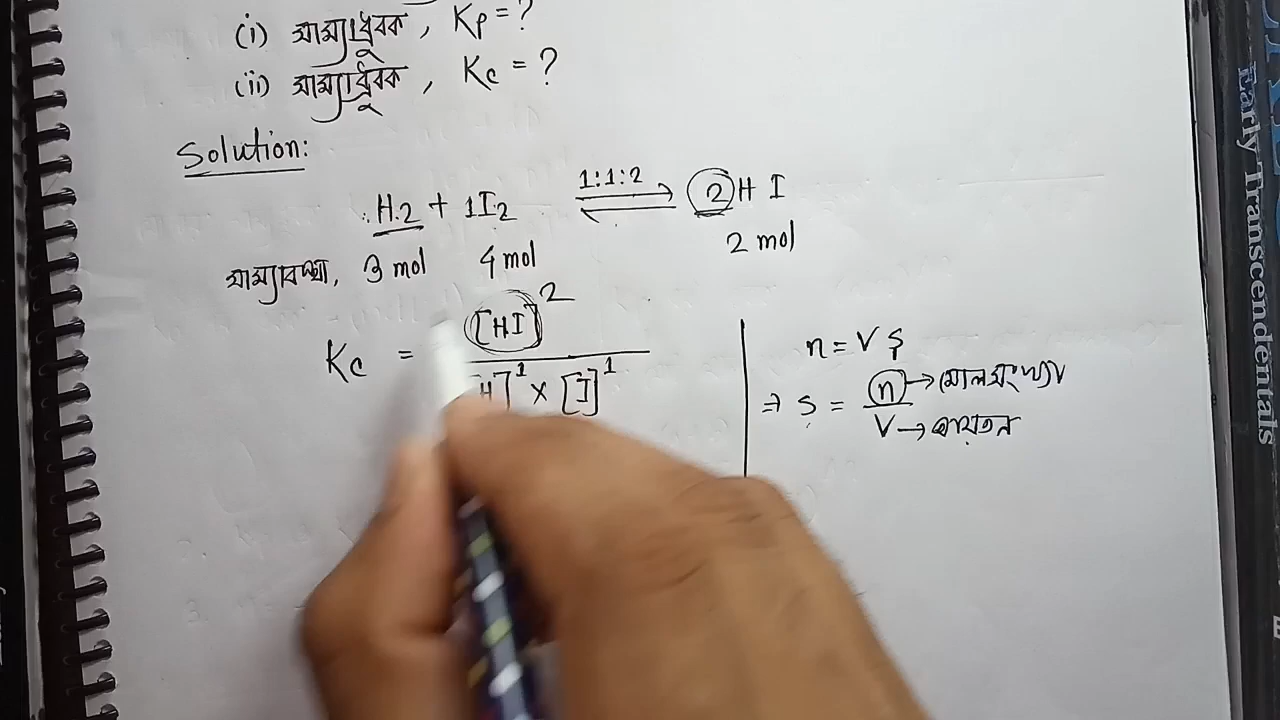 (i) সাম্যধ্রুবক, Kp = ?
(ii) সাম্যধ্রুবক, Kc = ?
Solution:
H2 + 1I2 1:1:2 2HI
সাম্যাবস্থা, 3 mol 4 mol 2 mol
Kc = [HI]2
H]1 × [I]1
n = VS
⇒ S = n → মোলসংখ্যা
V → আয়তন
Early Transcendentals